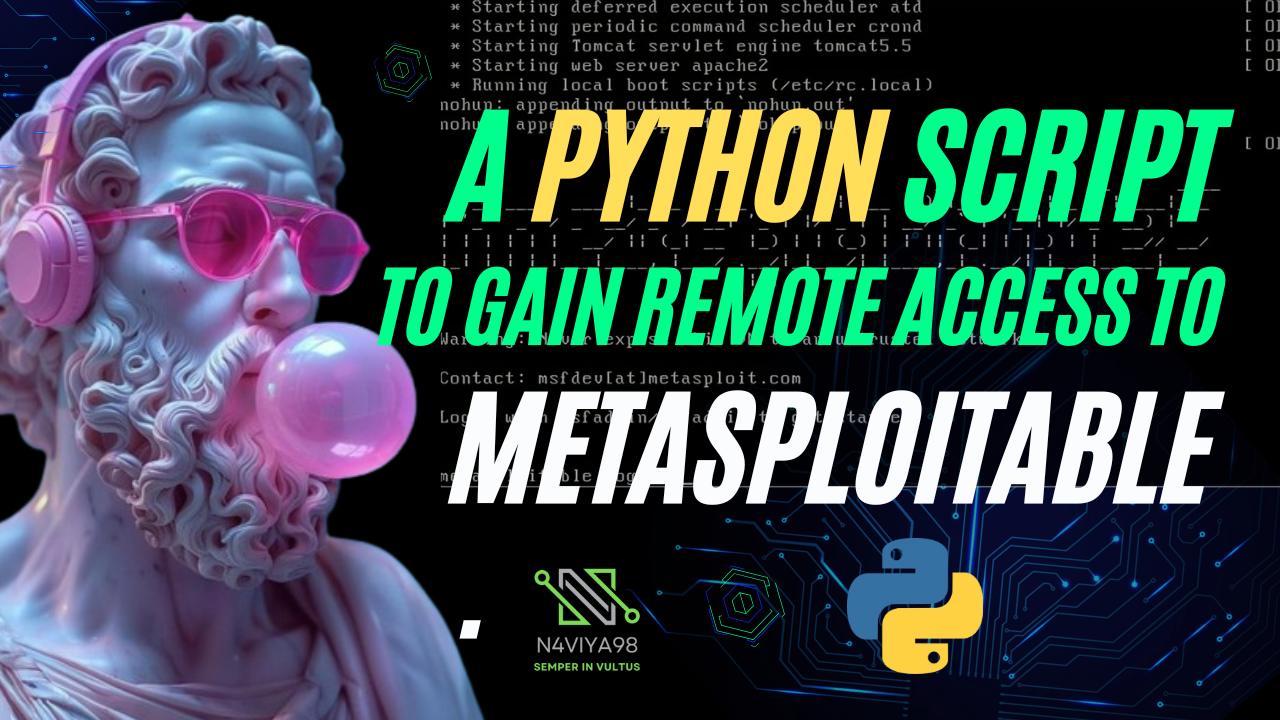 * Starting deferred execution scheduler atd
* Starting periodic command scheduler crond
* Starting Tomcat servlet engine tomcat5.5
* Starting web server apache2
* Running local boot scripts (/etc/rc.local)
nohup: appending output to `nohup.out'
A PYTHON SCRIPT
TO GAIN REMOTE ACCESS TO
Contact: msfdev[at]metasploit.com
METASPLOITABLE
.
N4VIYA98
SEMPER IN VULTUS